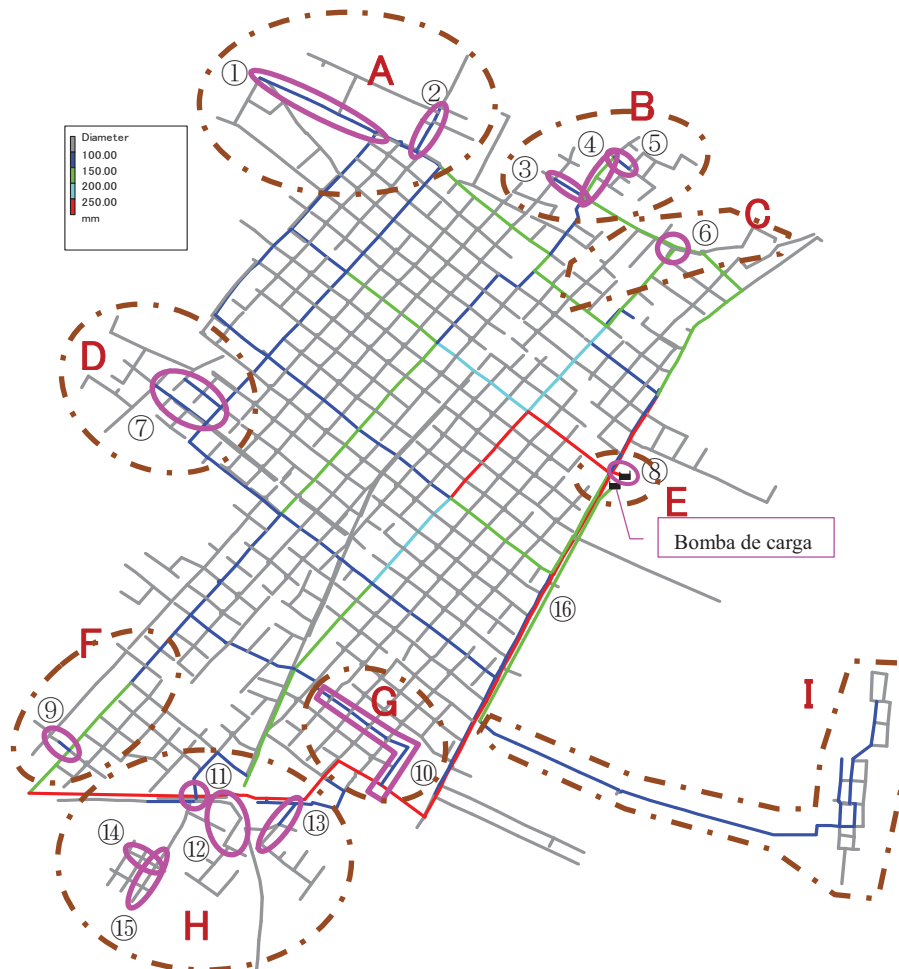 A
①
②
B
④
⑤
③
Diameter
100.00
150.00
200.00
250.00
mm
C
⑥
D
⑦
⑧
E
Bomba de carga
⑯
F
I
G
⑨
⑩
⑪
⑬
⑫
⑭
⑮
H